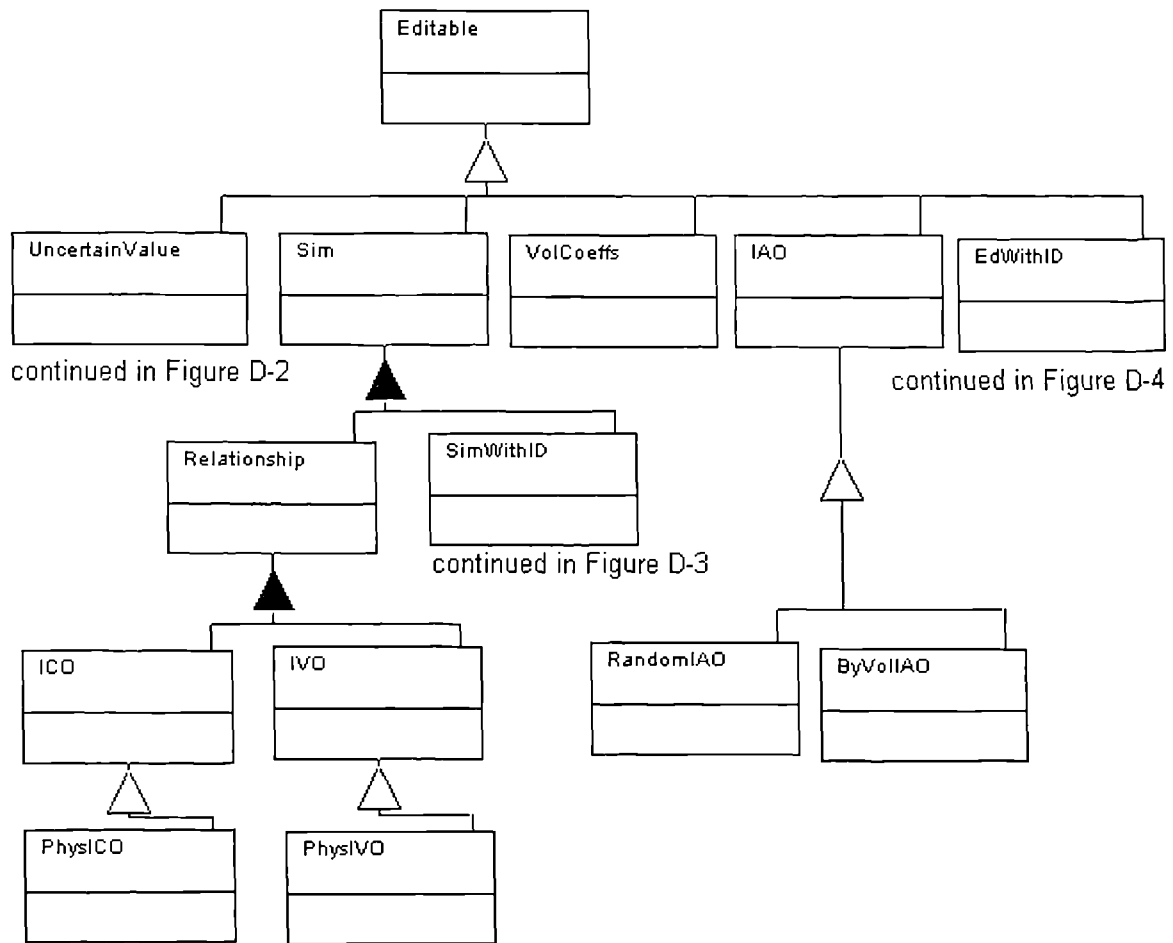 Editable
UncertainValue
Sim
VolCoeffs
IAO
EdWithID
continued in Figure D-2
continued in Figure D-4
Relationship
SimWithID
continued in Figure D-3
ICO
IVO
RandomIAO
ByVolIAO
PhysICO
PhysIVO